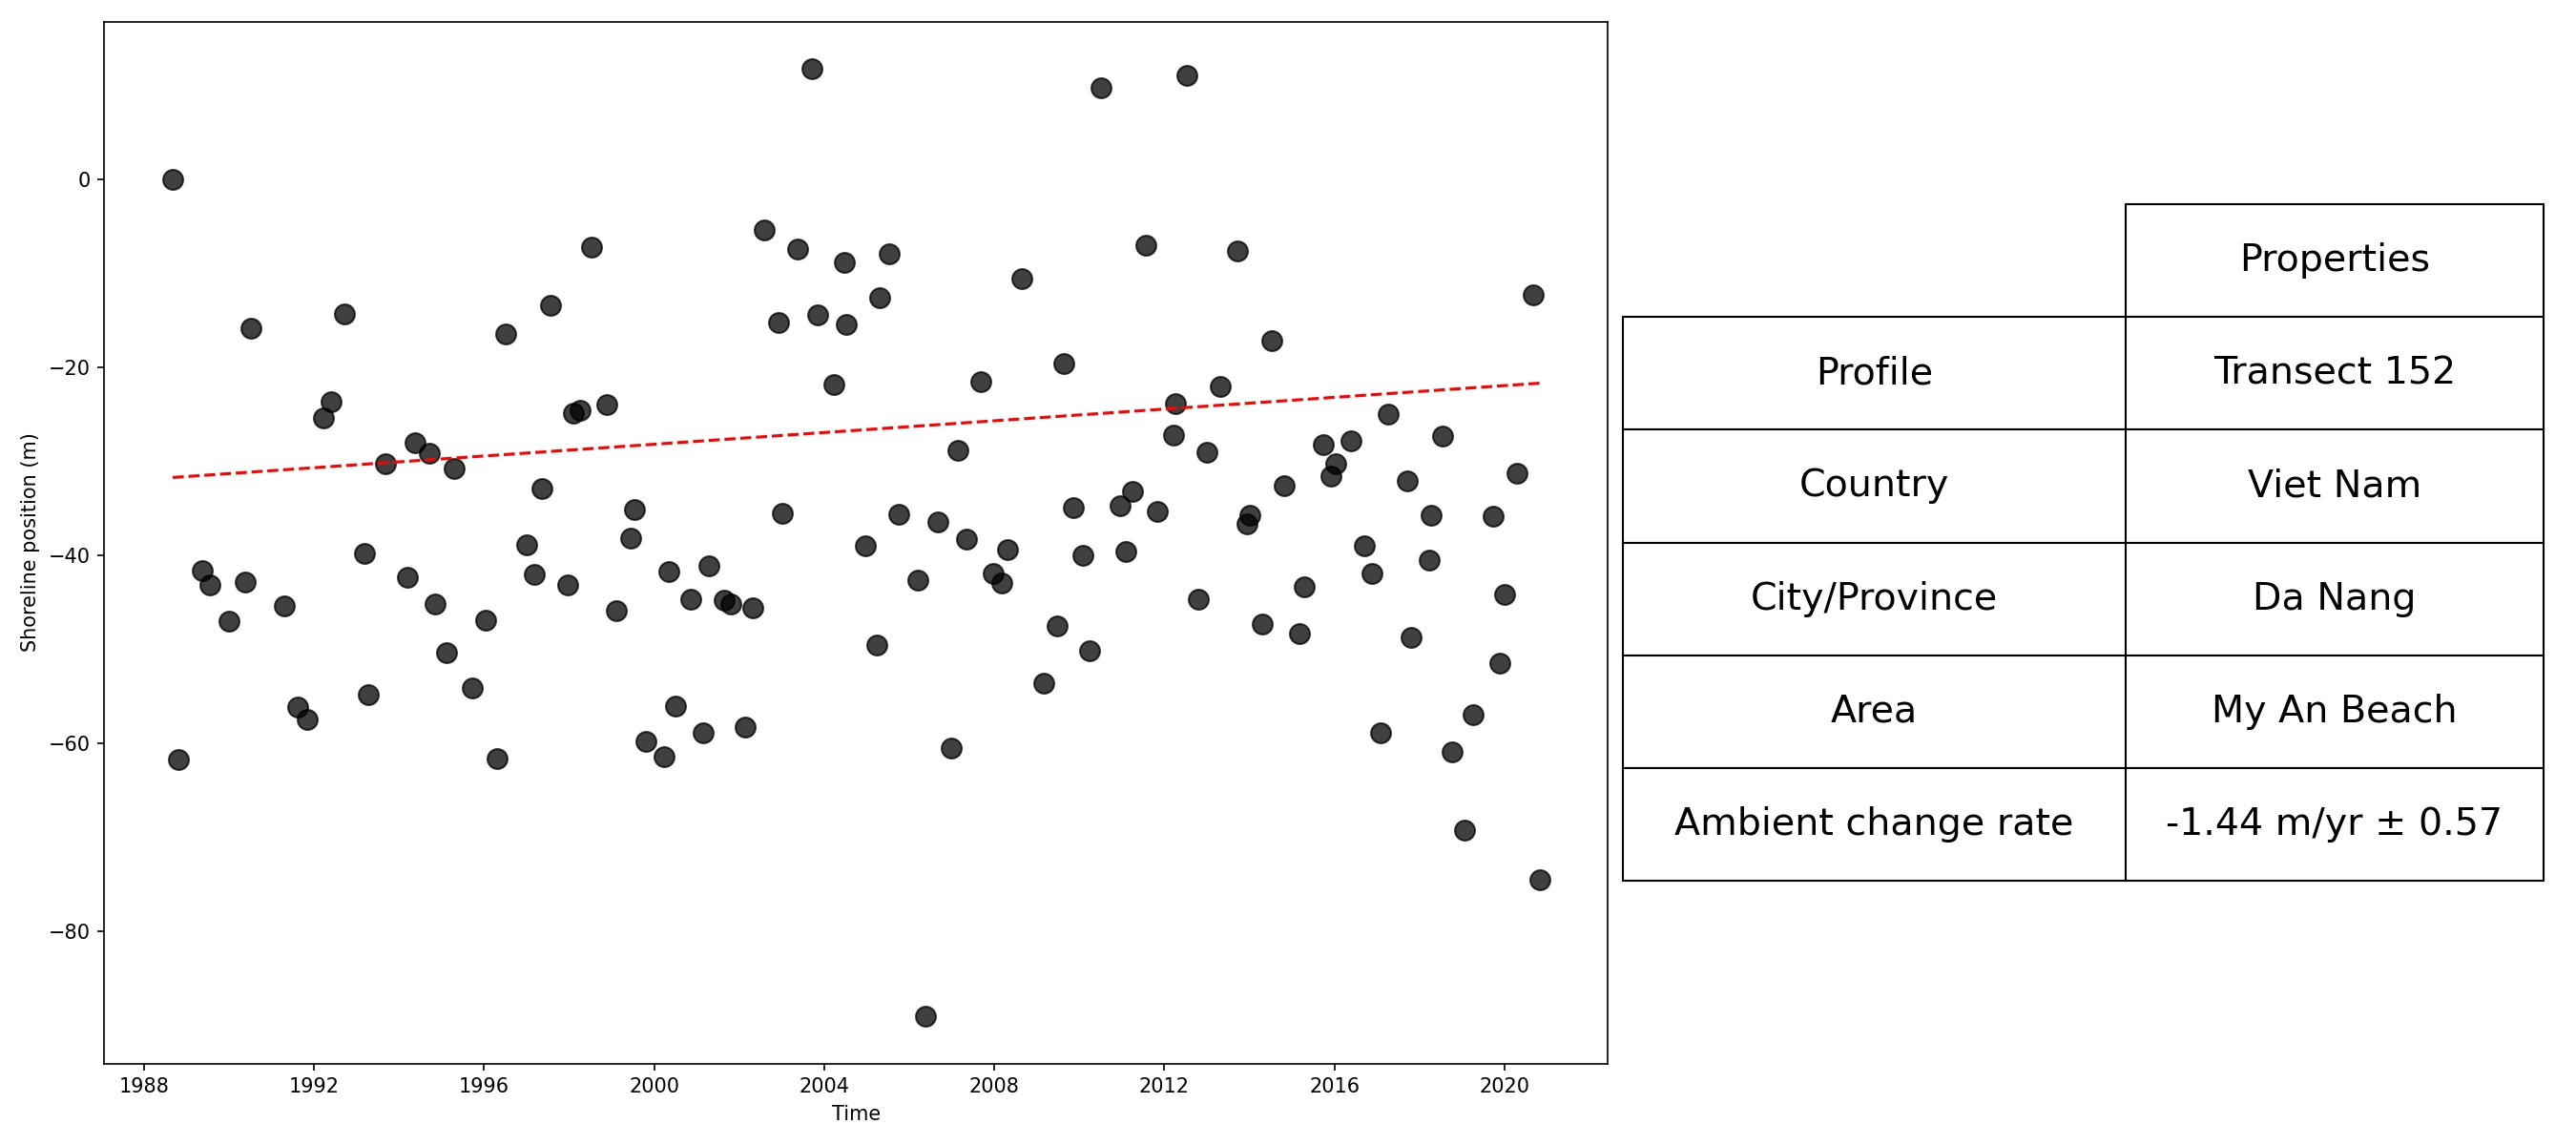 0
−20
−40
−60
−80
Shoreline position (m)
1988 1992 1996 2000 2004 2008 2012 2016 2020
Time
Properties
Profile Transect 152
Country Viet Nam
City/Province Da Nang
Area My An Beach
Ambient change rate -1.44 m/yr ± 0.57